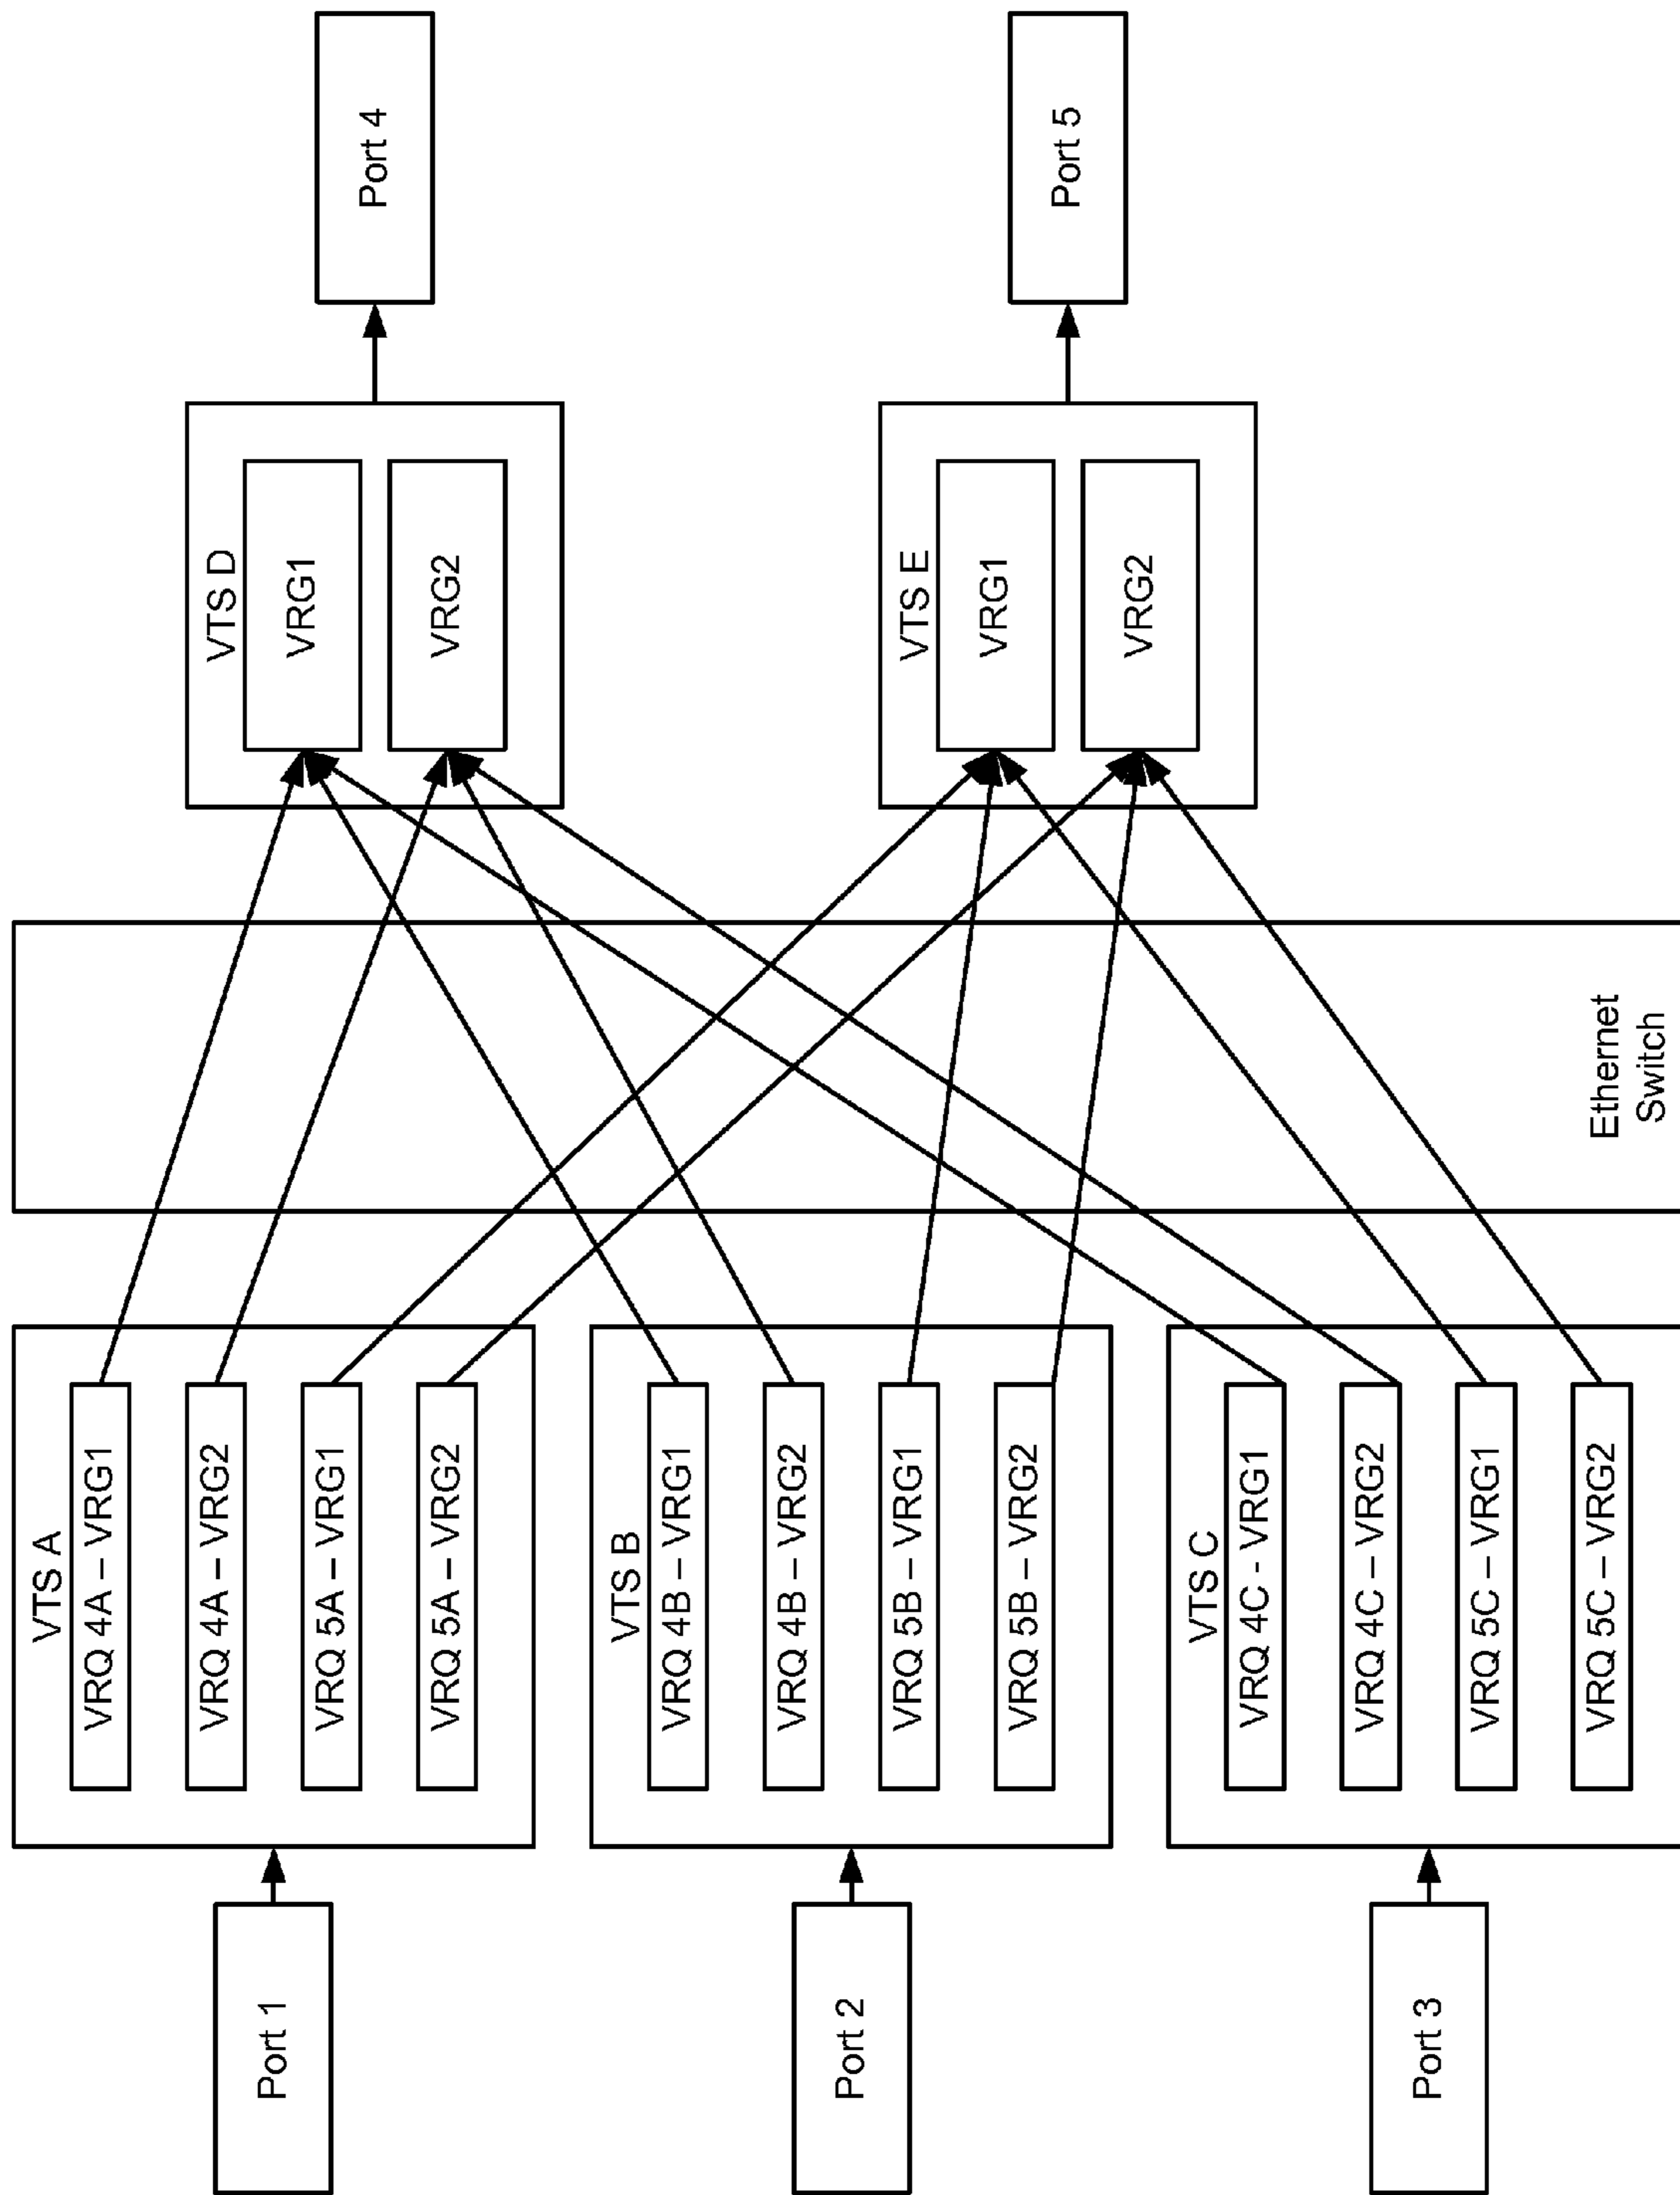 Port 1
Port 2
Port 3
VTS A
VRQ 4A – VRG1
VRQ 4A – VRG2
VRQ 5A – VRG1
VRQ 5A – VRG2
VTS B
VRQ 4B – VRG1
VRQ 4B – VRG2
VRQ 5B – VRG1
VRQ 5B – VRG2
VTS C
VRQ 4C - VRG1
VRQ 4C – VRG2
VRQ 5C – VRG1
VRQ 5C – VRG2
Ethernet
Switch
VTS D
VRG1
VRG2
VTS E
VRG1
VRG2
Port 4
Port 5